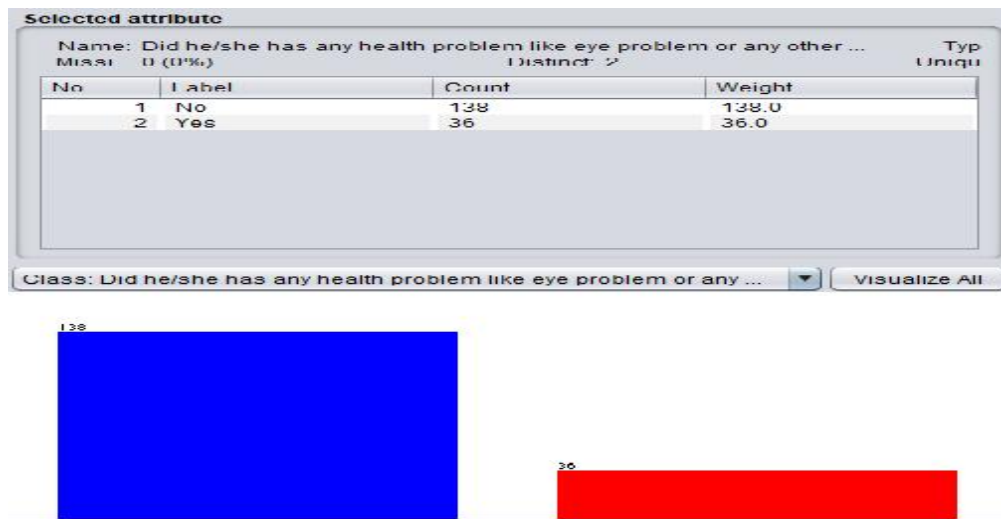 Selected attribute
Name: Did he/she has any health problem like eye problem or any other ... Typ
Missi 0 (0%) Distinct: 2 Uniqu
No Label Count Weight
1 No 138 138.0
2 Yes 36 36.0
Class: Did he/she has any health problem like eye problem or any ... Visualize All
138
36